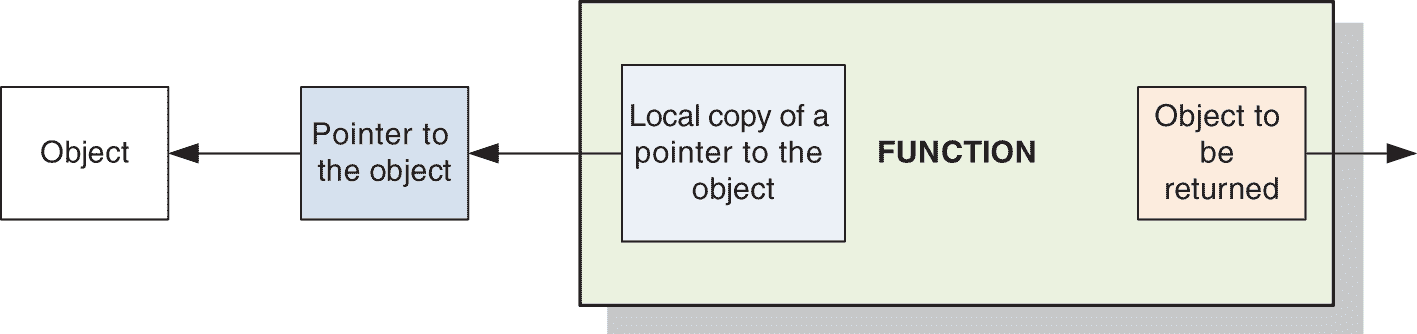 Object
Pointer to
the object
Local copy of a
pointer to the
object
FUNCTION
Object to
be
returned